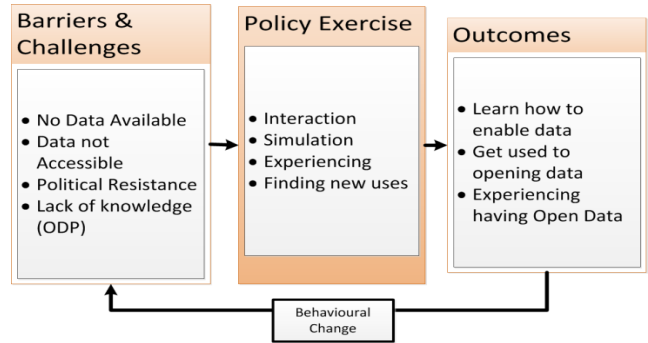 Barriers &
Challenges
• No Data Available
• Data not
Accessible
• Political Resistance
• Lack of knowledge
(ODP)
Policy Exercise
• Interaction
• Simulation
• Experiencing
• Finding new uses
Outcomes
• Learn how to
enable data
• Get used to
opening data
• Experiencing
having Open Data
Behavioural
Change